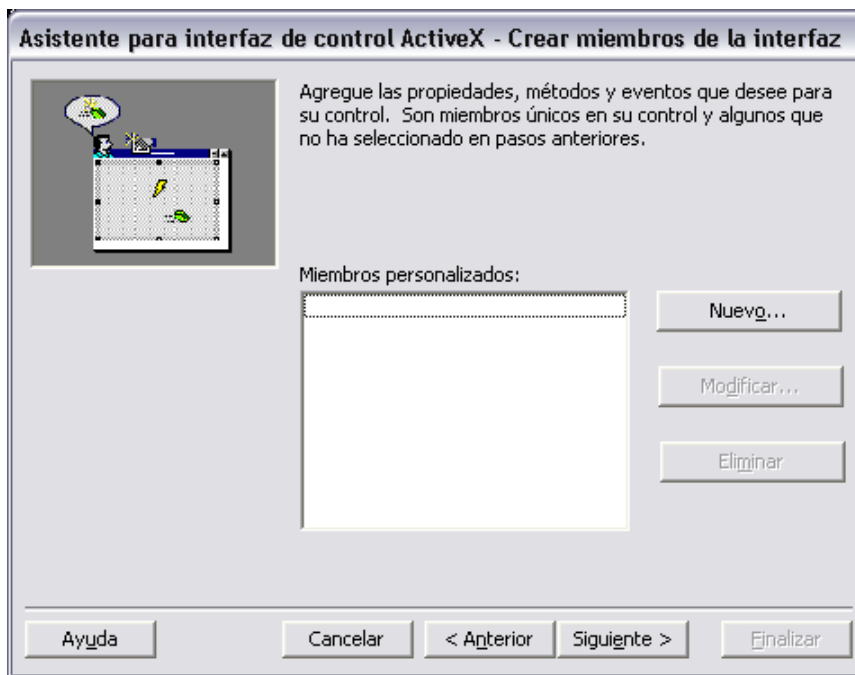 Asistente para interfaz de control ActiveX - Crear miembros de la interfaz
Agregue las propiedades, métodos y eventos que desee para
su control. Son miembros únicos en su control y algunos que
no ha seleccionado en pasos anteriores.
Miembros personalizados:
Nuevo...
Modificar...
Eliminar
Ayuda
Cancelar
< Anterior
Siguiente >
Finalizar